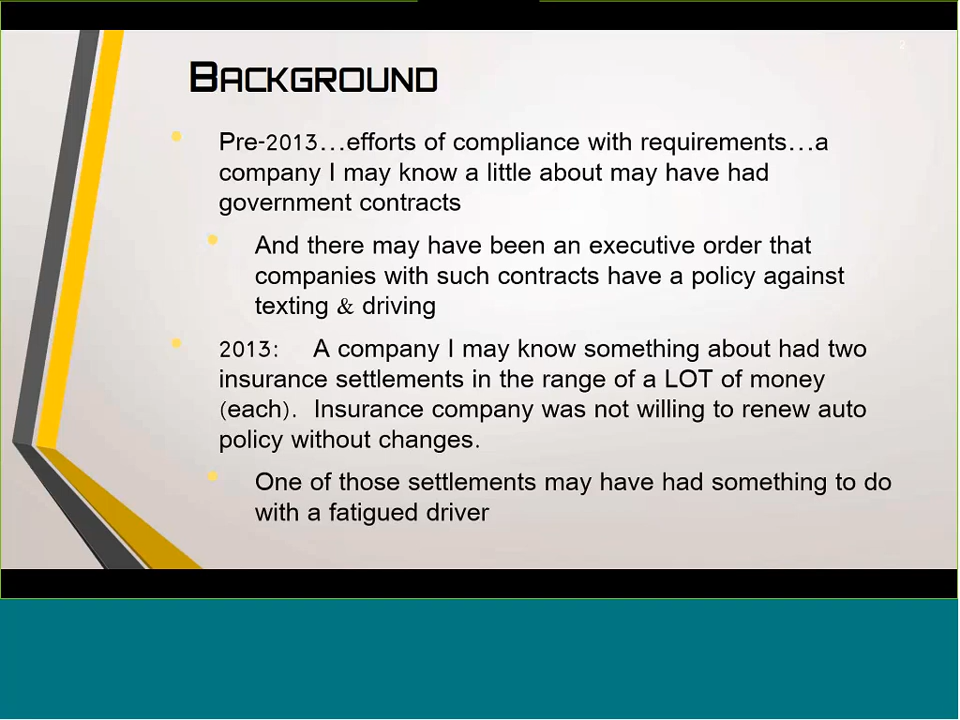 2
BACKGROUND
Pre-2013...efforts of compliance with requirements...a
company I may know a little about may have had
government contracts
And there may have been an executive order that
companies with such contracts have a policy against
texting & driving
2013: A company I may know something about had two
insurance settlements in the range of a LOT of money
(each). Insurance company was not willing to renew auto
policy without changes.
One of those settlements may have had something to do
with a fatigued driver